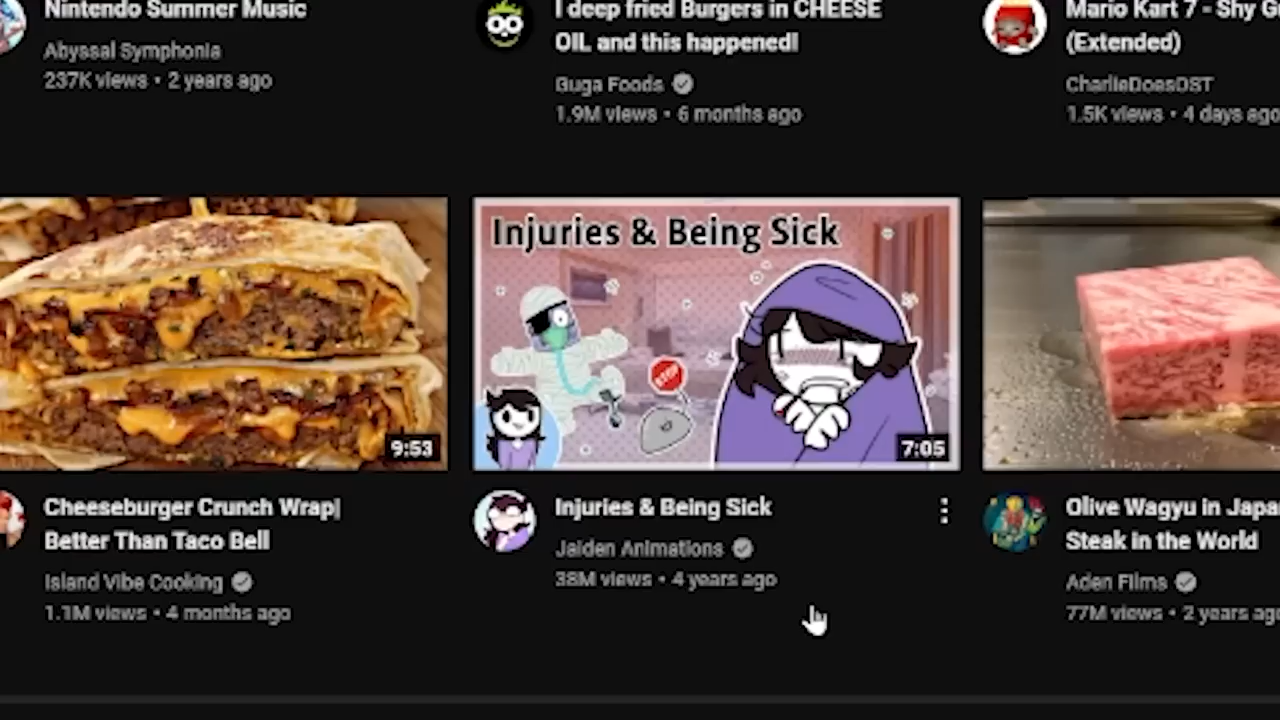 Nintendo Summer Music
Abyssal Symphonia
237K views • 2 years ago
I deep fried Burgers in CHEESE
OIL and this happened!
Guga Foods
1.9M views • 6 months ago
Mario Kart 7 - Shy
(Extended)
CharlieDoesOST
1.5K views • 4 days ago
9:53
Cheeseburger Crunch Wrap|
Better Than Taco Bell
Island Vibe Cooking
1.1M views • 4 months ago
Injuries & Being Sick
STOP
7:05
Injuries & Being Sick
Jaiden Animations
38M views • 4 years ago
Olive Wagyu in
Steak in the World
Aden Films
77M views • 2 years